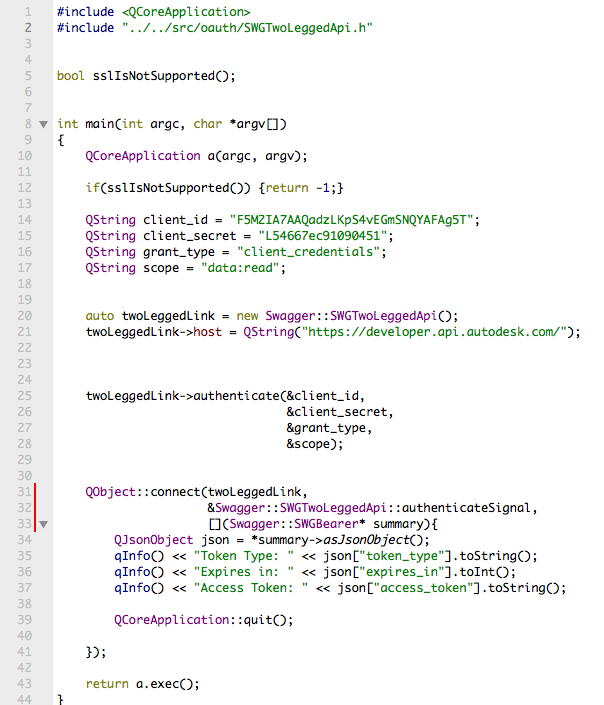 1 #include <QCoreApplication>
2 #include "../../src/oauth/SWGTwoLeggedApi.h"
3
4
5 bool sslIsNotSupported();
6
7
8 int main(int argc, char *argv[])
9 {
10 QCoreApplication a(argc, argv);
11
12 if(sslIsNotSupported()) {return -1;}
13
14 QString client_id = "F5M2IA7AAQadzLKpS4vEGmSNQYAFAg5T";
15 QString client_secret = "L54667ec91090451";
16 QString grant_type = "client_credentials";
17 QString scope = "data:read";
18
19
20 auto twoLeggedLink = new Swagger::SWGTwoLeggedApi();
21 twoLeggedLink->host = QString("https://developer.api.autodesk.com/");
22
23
24
25 twoLeggedLink->authenticate(&client_id,
26 &client_secret,
27 &grant_type,
28 &scope);
29
30
31 QObject::connect(twoLeggedLink,
32 &Swagger::SWGTwoLeggedApi::authenticateSignal,
33 [](Swagger::SWGBearer* summary){
34 QJsonObject json = *summary->asJsonObject();
35 qInfo() << "Token Type: " << json["token_type"].toString();
36 qInfo() << "Expires in: " << json["expires_in"].toInt();
37 qInfo() << "Access Token: " << json["access_token"].toString();
38
39 QCoreApplication::quit();
40
41 });
42
43 return a.exec();
44 }